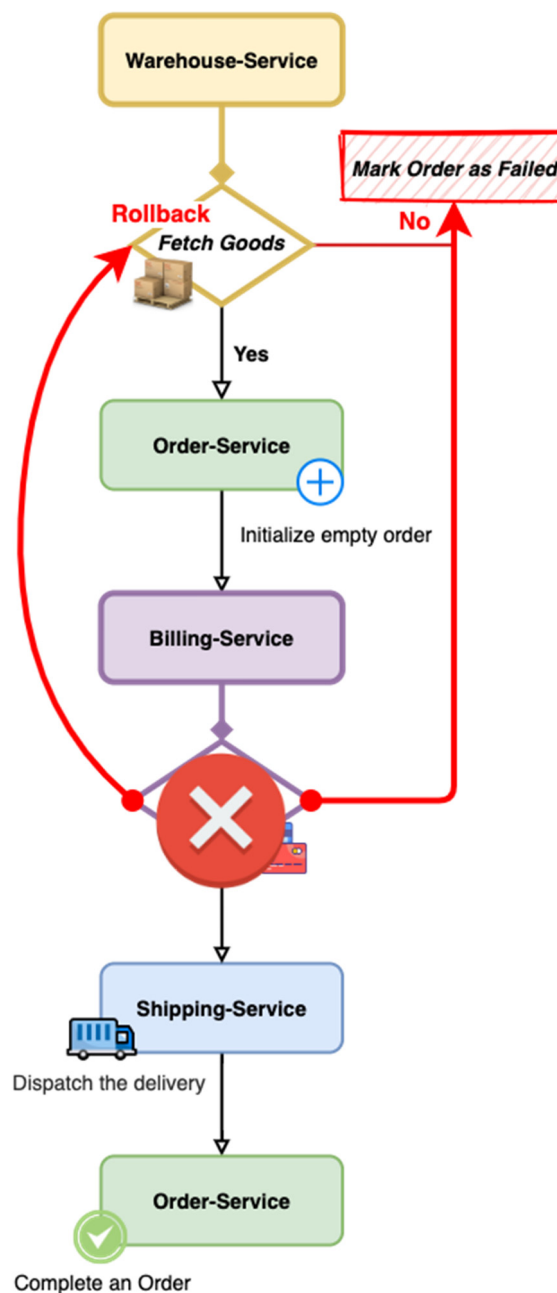 Warehouse-Service
Mark Order as Failed
Rollback
No
Fetch Goods
Yes
Order-Service
Initialize empty order
Billing-Service
Shipping-Service
Dispatch the delivery
Order-Service
Complete an Order